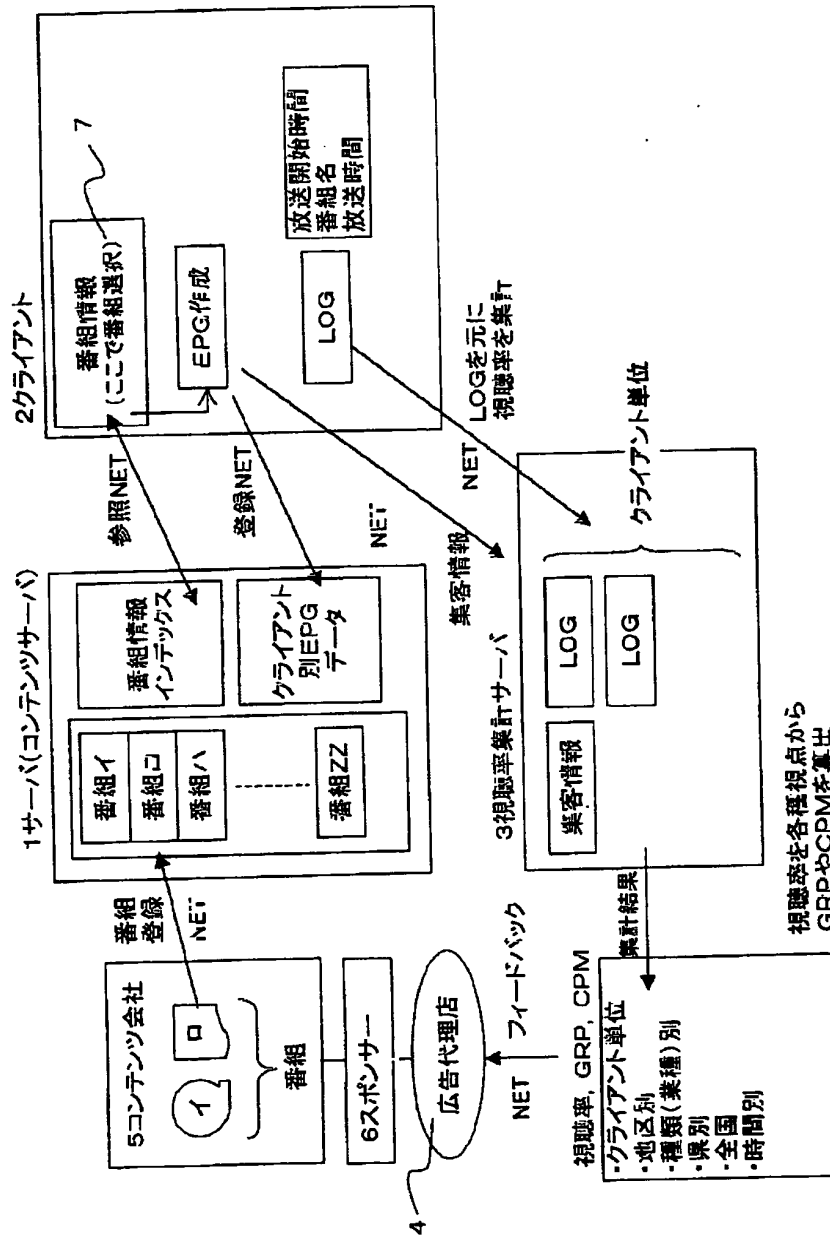 5コンテンツ会社
イ
ロ
番組
6スポンサー
広告代理店
4
番組
登録
NET
1サーバ(コンテンツサーバ)
番組イ
番組ロ
番組ハ
番組ZZ
番組情報
インデックス
クライアント
別EPG
データ
参照NET
登録NET
NET
集客情報
2クライアント
番組情報
(ここで番組選択)
7
EPG作成
LOG
放送開始時間
番組名
放送時間
NET
LOGを元に
視聴率を集計
3視聴率集計サーバ
集客情報
LOG
LOG
クライアント単位
集計結果
NET
フィードバック
視聴率, GRP, CPM
・クライアント単位
・地区別
・種類(業種)別
・県別
・全国
・時間別
視聴率を各種視点から
GRPやCPMを算出